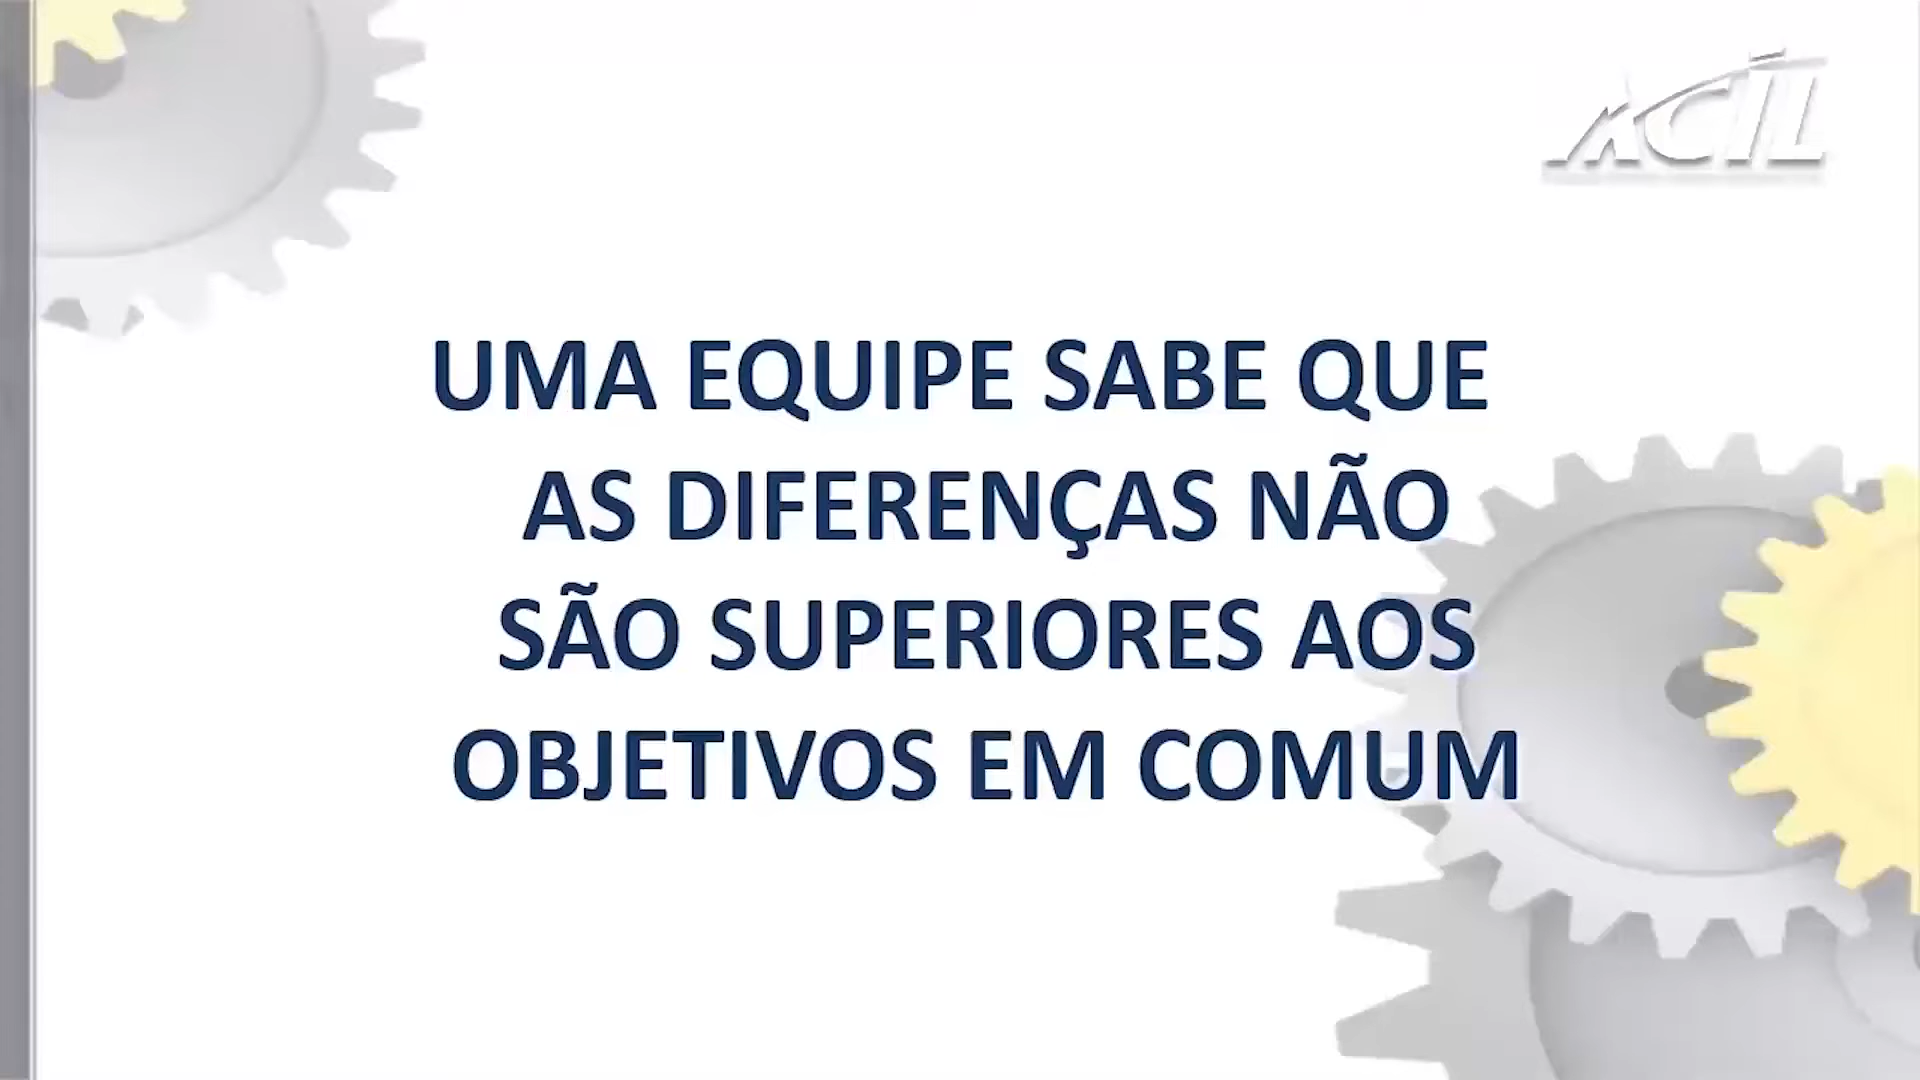 ACIL
UMA EQUIPE SABE QUE
AS DIFERENÇAS NÃO
SÃO SUPERIORES AOS
OBJETIVOS EM COMUM